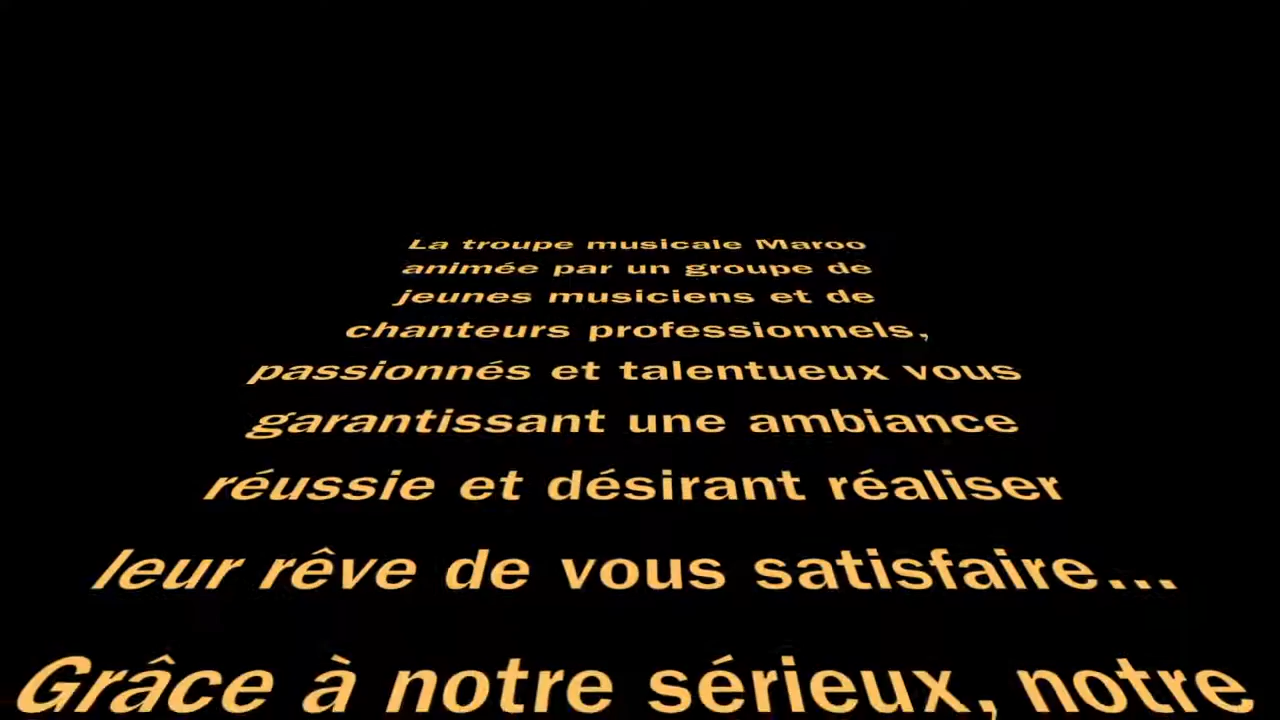 La troupe musicale Maroo
animée par un groupe de
jeunes musiciens et de
chanteurs professionnels,
passionnés et talentueux vous
garantissant une ambiance
réussie et désirant réaliser
leur rêve de vous satisfaire...
Grâce à notre sérieux, notre